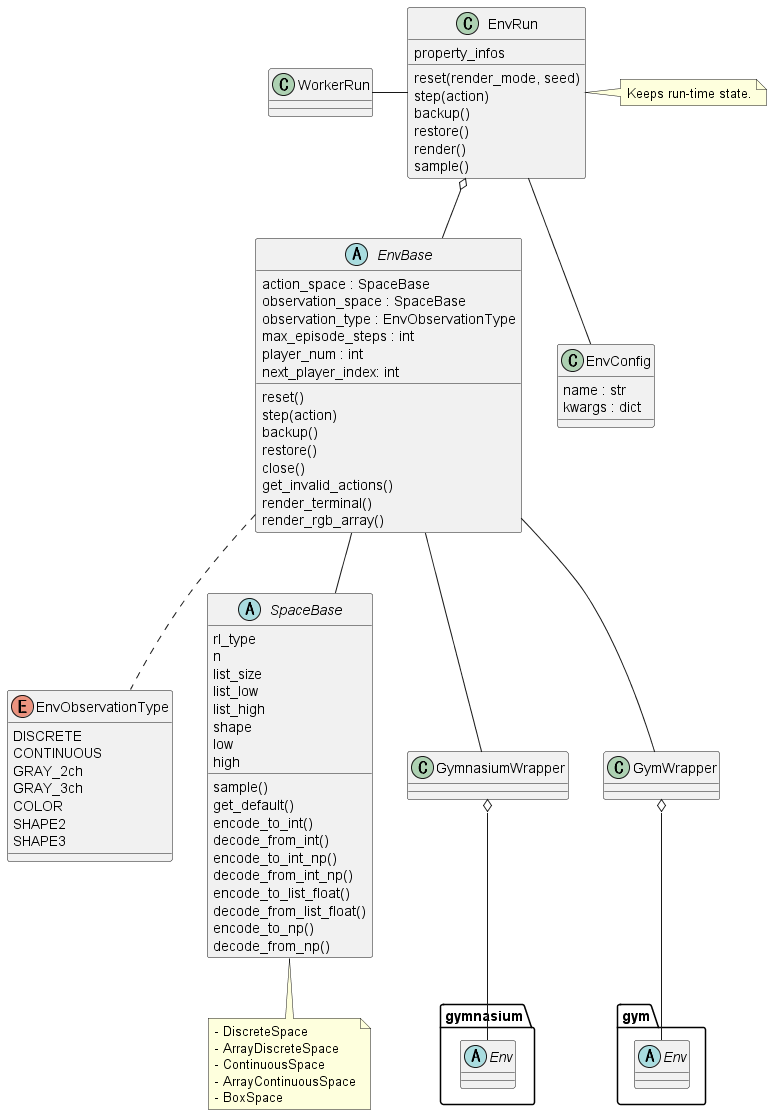 C EnvRun
property_infos
reset(render_mode, seed)
step(action)
backup()
restore()
render()
sample()
C WorkerRun
Keeps run-time state.
A EnvBase
action_space : SpaceBase
observation_space : SpaceBase
observation_type : EnvObservationType
max_episode_steps : int
player_num : int
next_player_index: int
reset()
step(action)
backup()
restore()
close()
get_invalid_actions()
render_terminal()
render_rgb_array()
C EnvConfig
name : str
kwargs : dict
E EnvObservationType
DISCRETE
CONTINUOUS
GRAY_2ch
GRAY_3ch
COLOR
SHAPE2
SHAPE3
A SpaceBase
rl_type
n
list_size
list_low
list_high
shape
low
high
sample()
get_default()
encode_to_int()
decode_from_int()
encode_to_int_np()
decode_from_int_np()
encode_to_list_float()
decode_from_list_float()
encode_to_np()
decode_from_np()
C GymnasiumWrapper
C GymWrapper
- DiscreteSpace
- ArrayDiscreteSpace
- ContinuousSpace
- ArrayContinuousSpace
- BoxSpace
gymnasium
A Env
gym
A Env